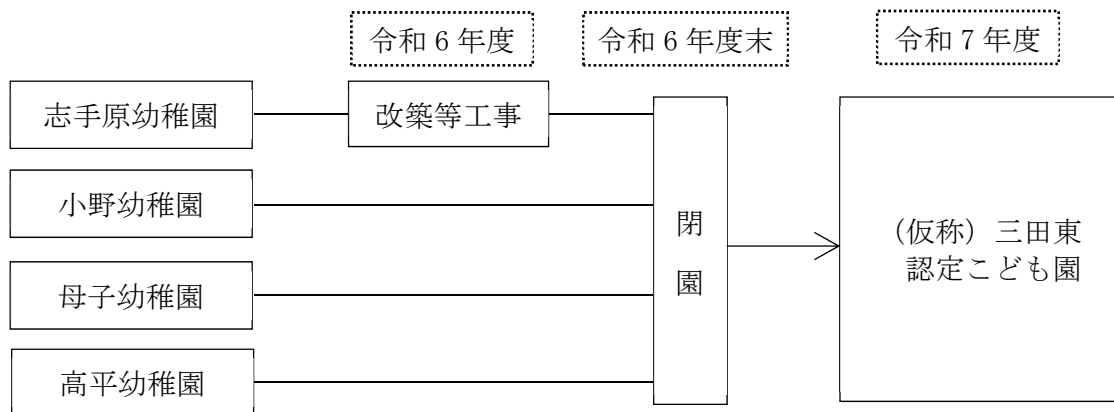 令和6年度
令和6年度末
令和7年度
志手原幼稚園
改築等工事
小野幼稚園
母子幼稚園
高平幼稚園
閉
園
（仮称）三田東
認定こども園